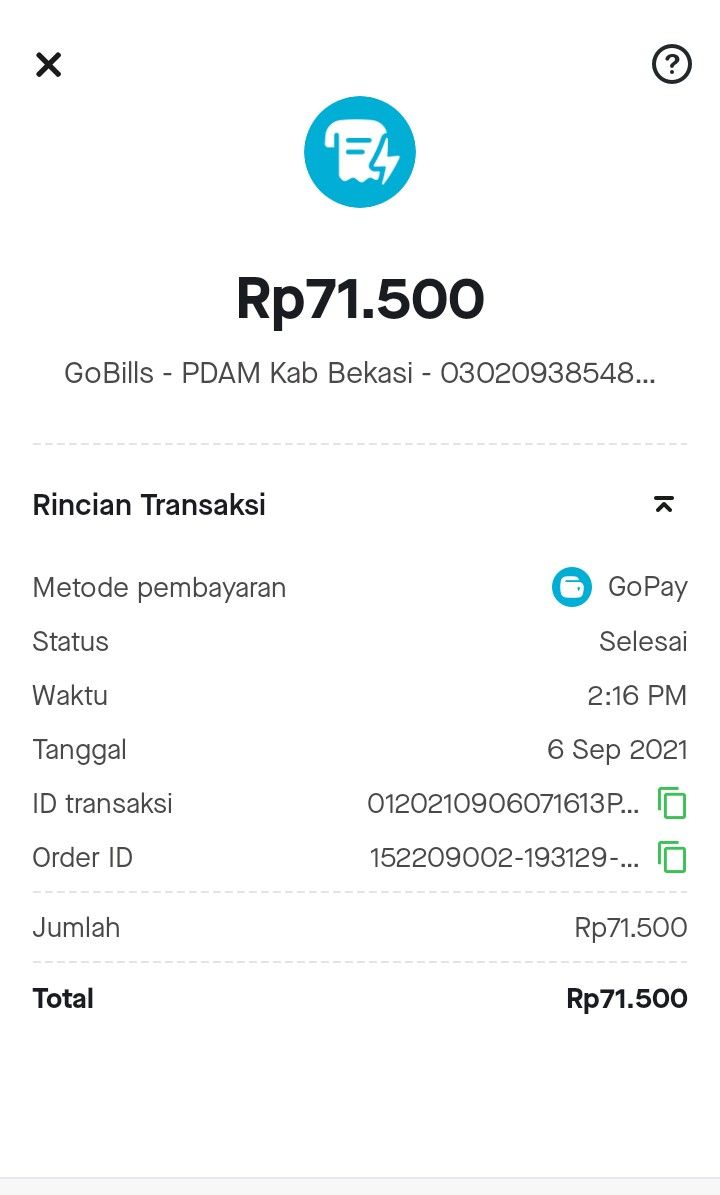 Rp71.500
GoBills - PDAM Kab Bekasi - 03020938548...
Rincian Transaksi
Metode pembayaran GoPay
Status Selesai
Waktu 2:16 PM
Tanggal 6 Sep 2021
ID transaksi 0120210906071613P...
Order ID 152209002-193129-...
Jumlah Rp71.500
Total Rp71.500